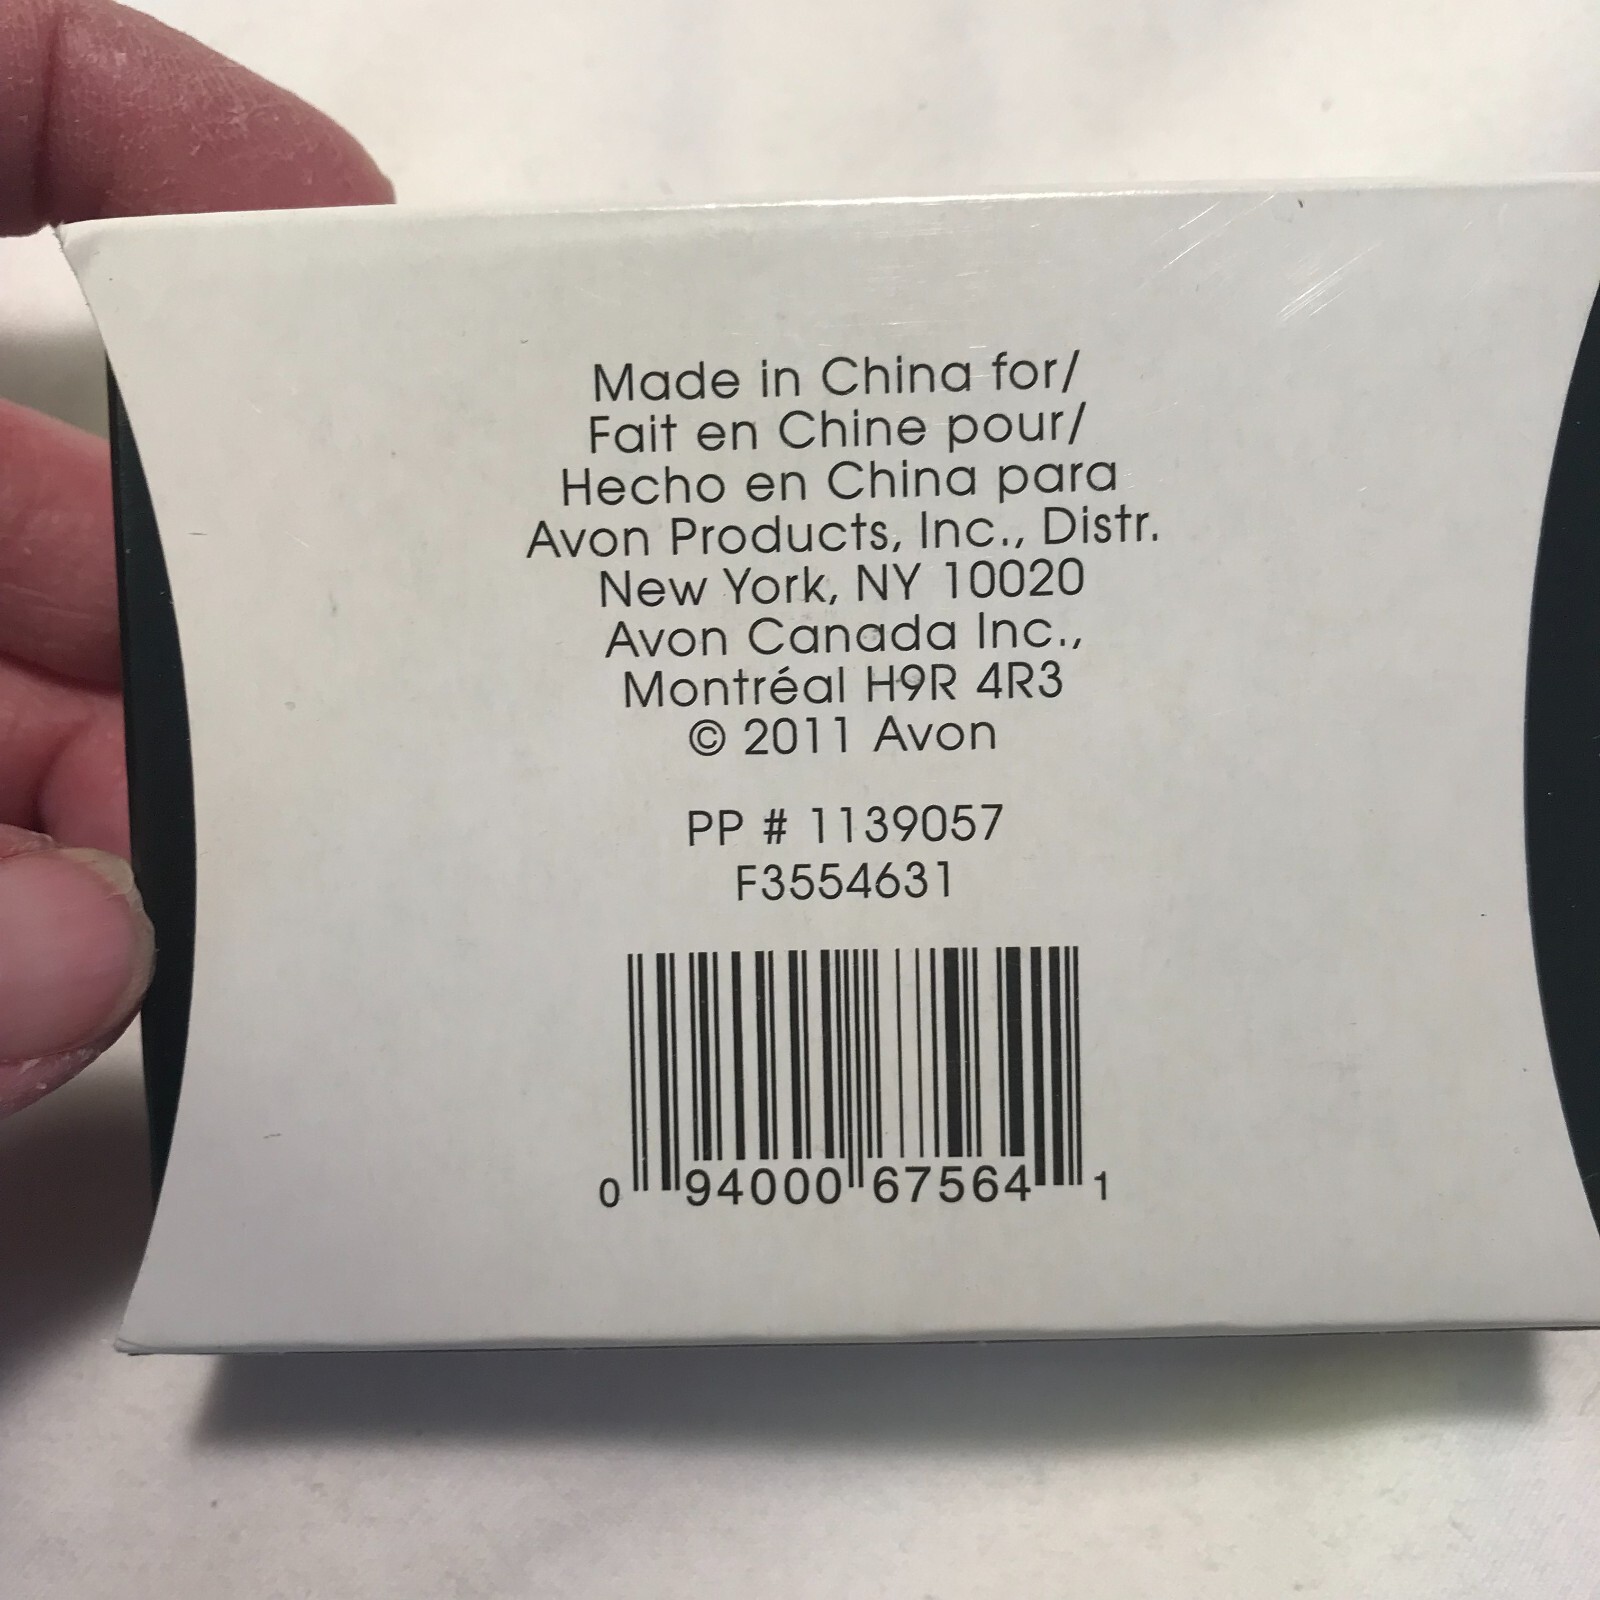 Made in China for/
Fait en Chine pour/
Hecho en China para
Avon Products, Inc., Distr.
New York, NY 10020
Avon Canada Inc.,
Montréal H9R 4R3
© 2011 Avon
PP # 1139057
F3554631
0 94000 67564 1